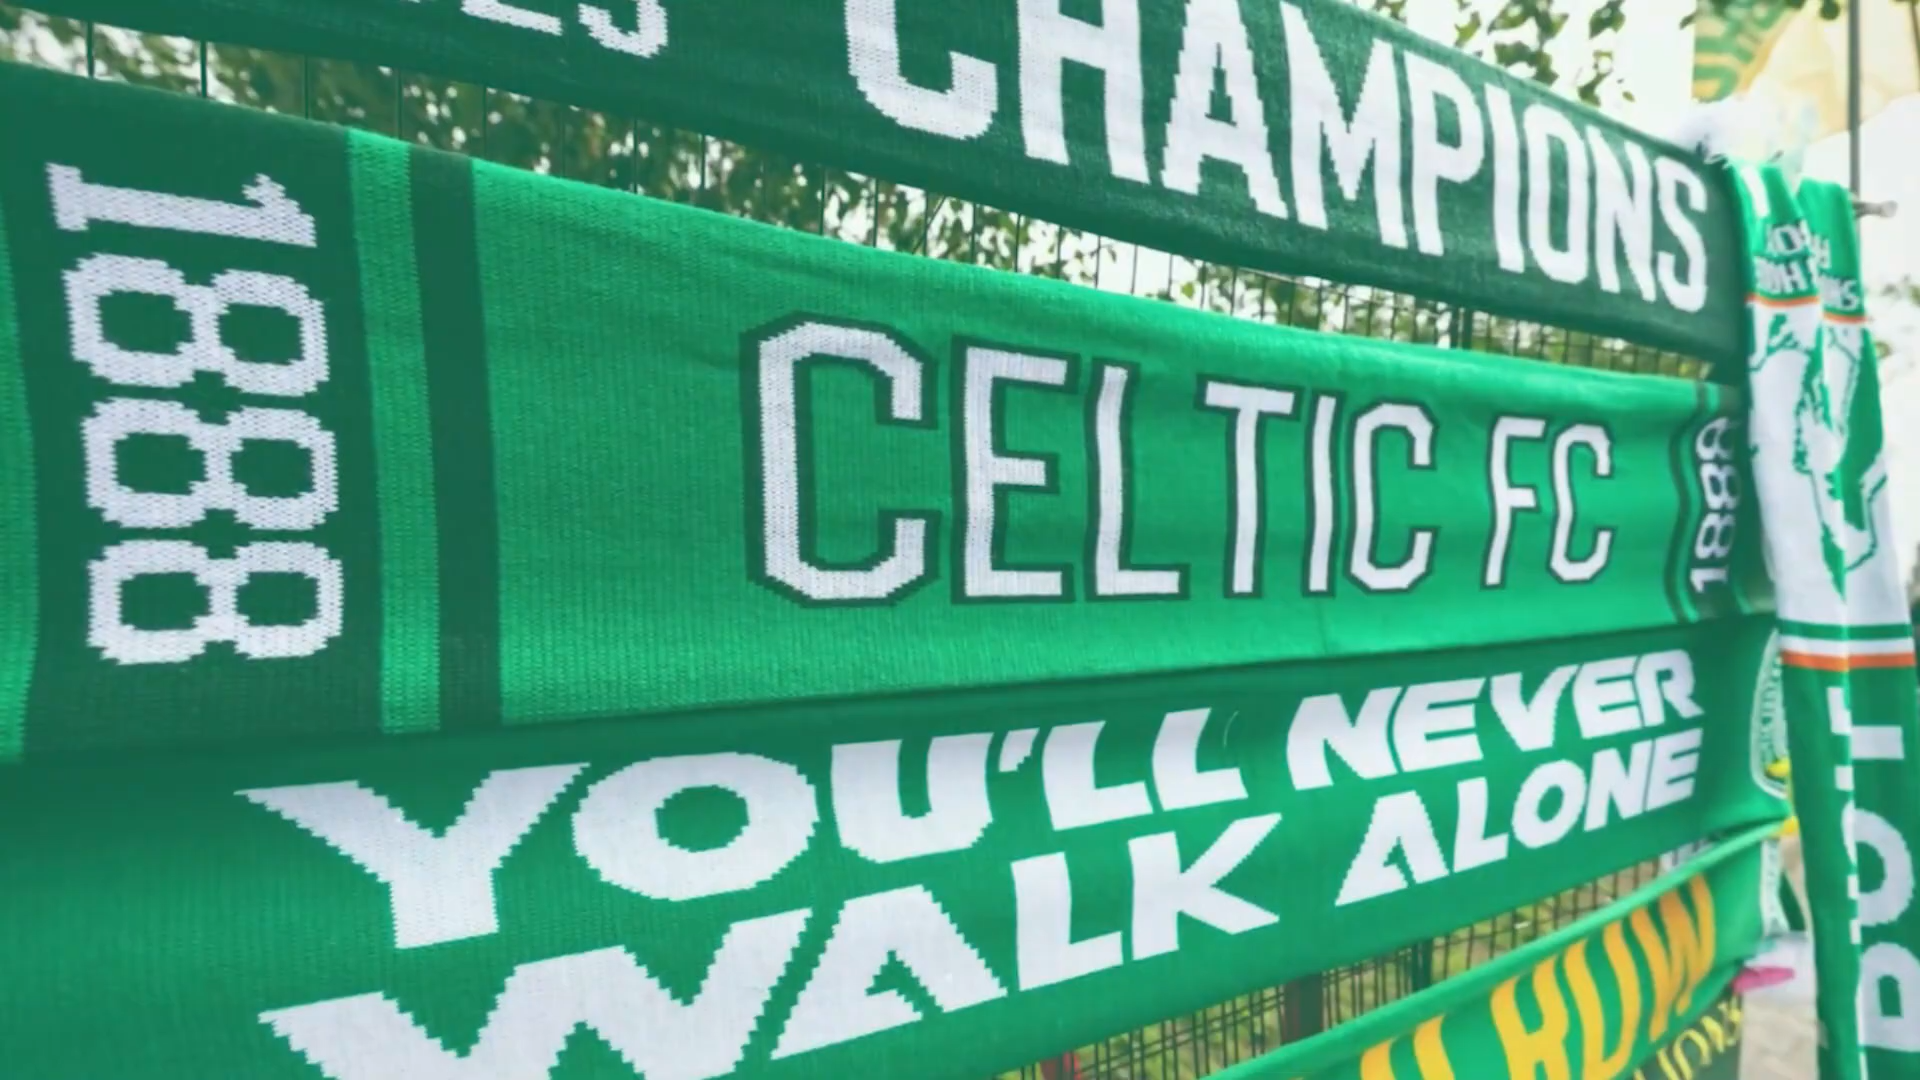 CHAMPIONS
1888
CELTIC FC
1888
YOU'LL NEVER
WALK ALONE